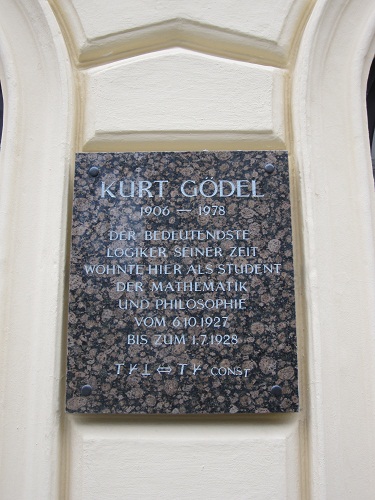 KURT GÖDEL
1906 — 1978
DER BEDEUTENDSTE
LOGIKER SEINER ZEIT
WOHNTE HIER ALS STUDENT
DER MATHEMATIK
UND PHILOSOPHIE
VOM 6.10.1927
BIS ZUM 1.7.1928
T ⊬ ⊥ ⇔ T ⊬ CONST